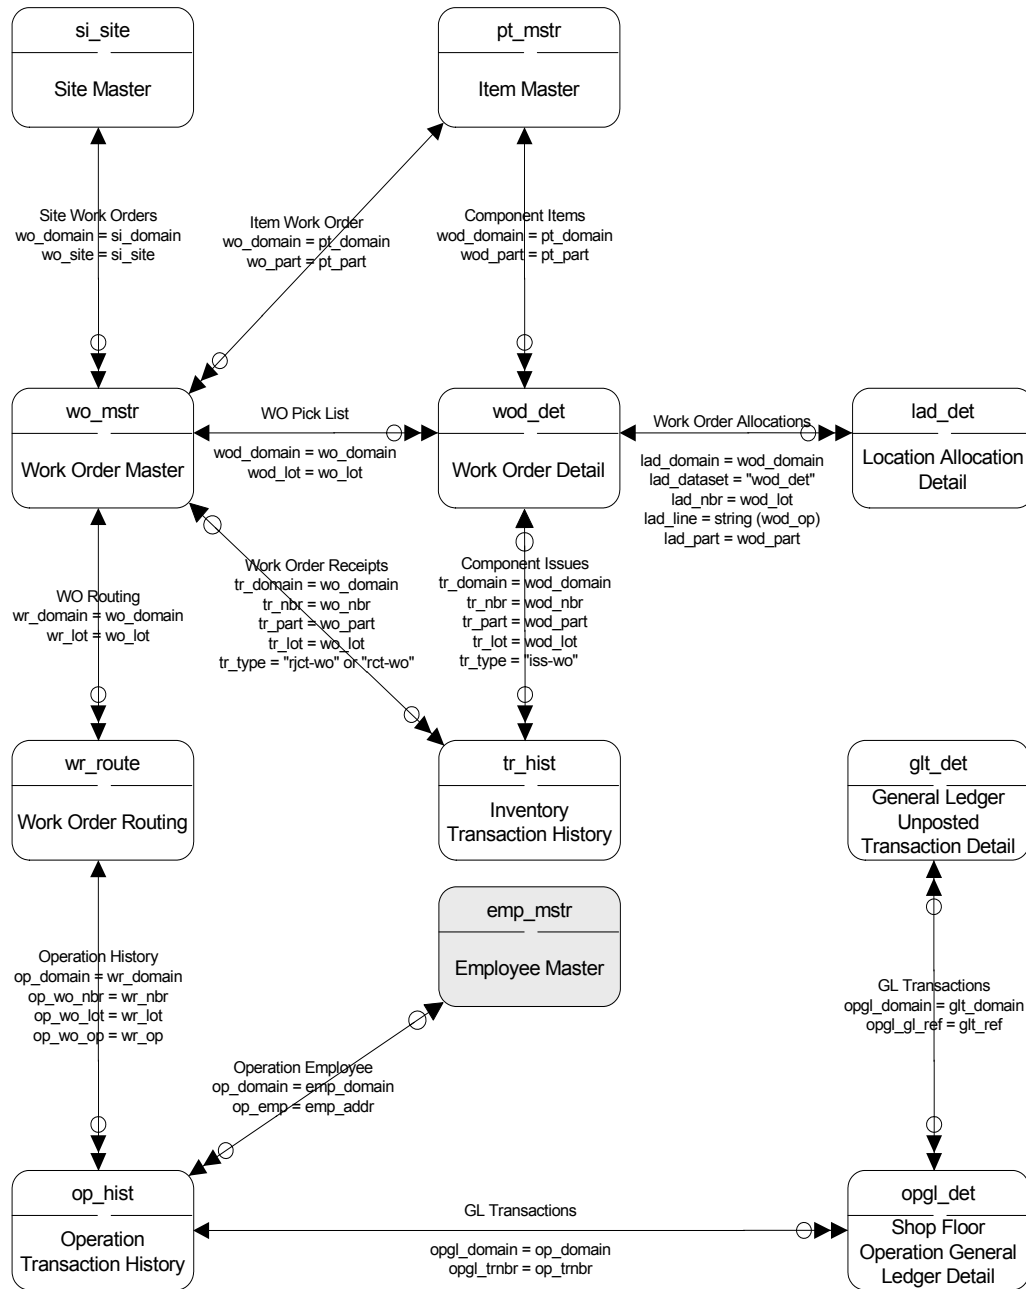 si_site
Site Master
pt_mstr
Item Master
Site Work Orders
wo_domain = si_domain
wo_site = si_site
Item Work Order
wo_domain = pt_domain
wo_part = pt_part
Component Items
wod_domain = pt_domain
wod_part = pt_part
wo_mstr
Work Order Master
WO Pick List
wod_domain = wo_domain
wod_lot = wo_lot
wod_det
Work Order Detail
Work Order Allocations
lad_domain = wod_domain
lad_dataset = "wod_det"
lad_nbr = wod_lot
lad_line = string (wod_op)
lad_part = wod_part
lad_det
Location Allocation
Detail
WO Routing
wr_domain = wo_domain
wr_lot = wo_lot
Work Order Receipts
tr_domain = wo_domain
tr_nbr = wo_nbr
tr_part = wo_part
tr_lot = wo_lot
tr_type = "rjct-wo" or "rct-wo"
Component Issues
tr_domain = wod_domain
tr_nbr = wod_nbr
tr_part = wod_part
tr_lot = wod_lot
tr_type = "iss-wo"
wr_route
Work Order Routing
tr_hist
Inventory
Transaction History
glt_det
General Ledger
Unposted
Transaction Detail
emp_mstr
Employee Master
Operation History
op_domain = wr_domain
op_wo_nbr = wr_nbr
op_wo_lot = wr_lot
op_wo_op = wr_op
GL Transactions
opgl_domain = glt_domain
opgl_gl_ref = glt_ref
Operation Employee
op_domain = emp_domain
op_emp = emp_addr
op_hist
Operation
Transaction History
GL Transactions
opgl_domain = op_domain
opgl_trnbr = op_trnbr
opgl_det
Shop Floor
Operation General
Ledger Detail